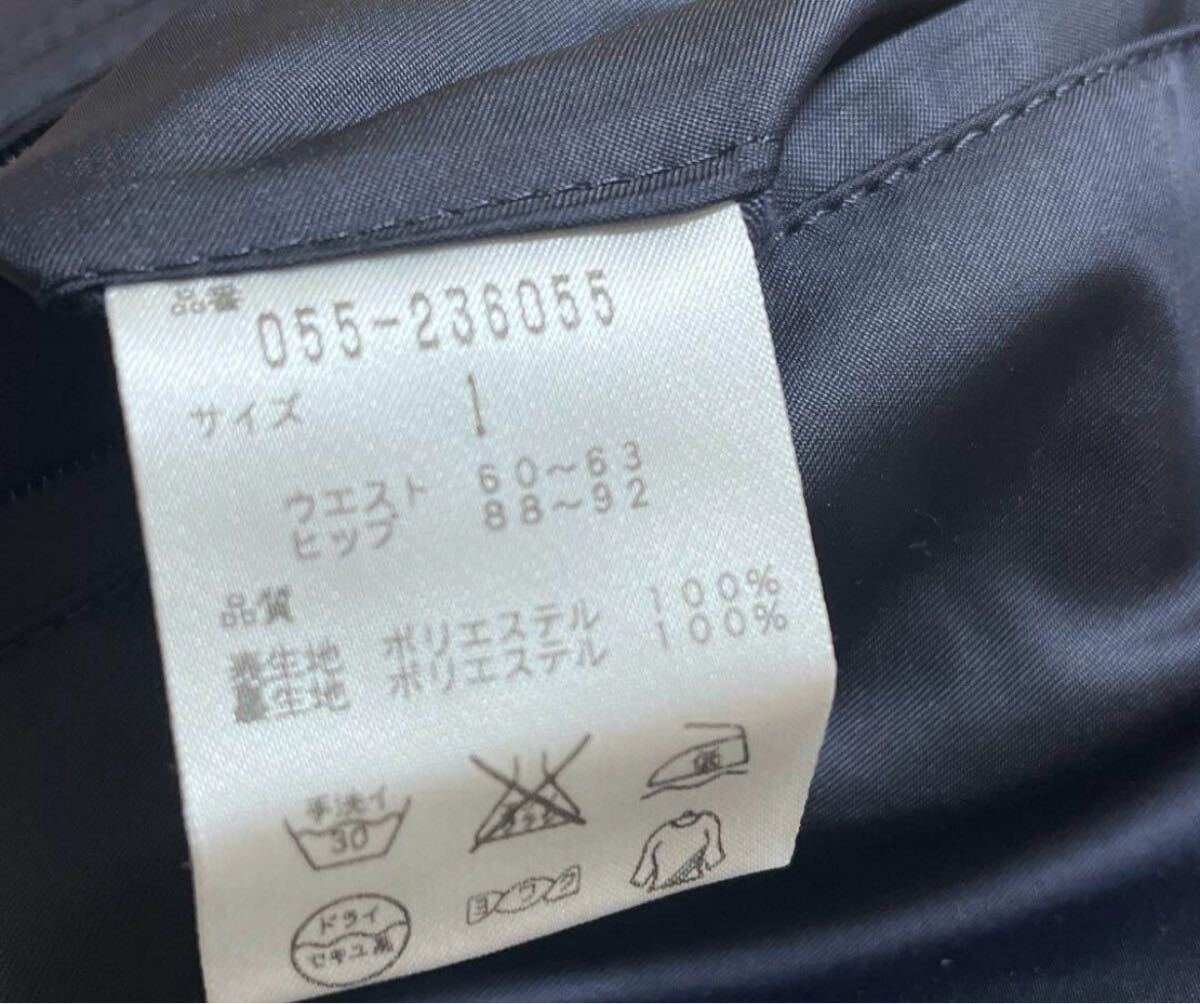 品番
055-236055
サイズ 1
ウエスト 60～63
ヒップ 88～92
品質
表生地 ポリエステル 100%
裏生地 ポリエステル 100%
手洗イ
30
ドライ
セキユ系
ヨワク